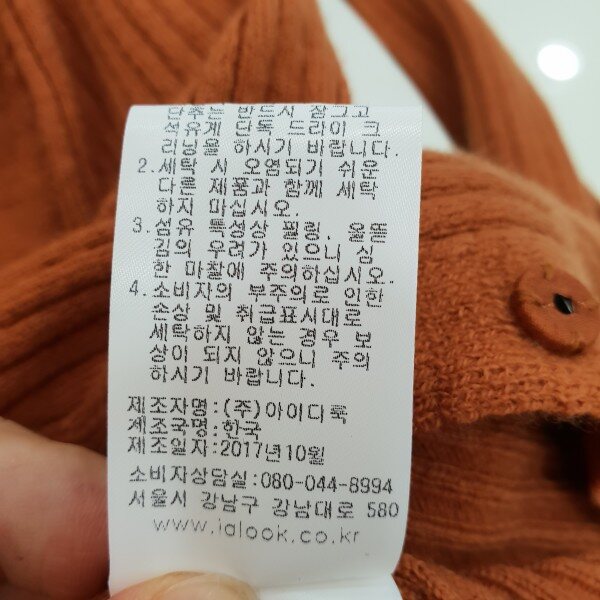 단추는 반드시 잠그고
석유계 단독 드라이 크
리닝을 하시기 바랍니다.
2.세탁 시 오염되기 쉬운
다른 제품과 함께 세탁
하지 마십시오.
3.섬유 특성상 필링, 올뜯
김의 우려가 있으니 심
한 마찰에 주의하십시오.
4.소비자의 부주의로 인한
손상 및 취급표시대로
세탁하지 않는 경우 보
상이 되지 않으니 주의
하시기 바랍니다.
제조자명:(주)아이디룩
제조국명:한국
제조일자:2017년10월
소비자상담실:080-044-8994
서울시 강남구 강남대로 580
www.idlook.co.kr